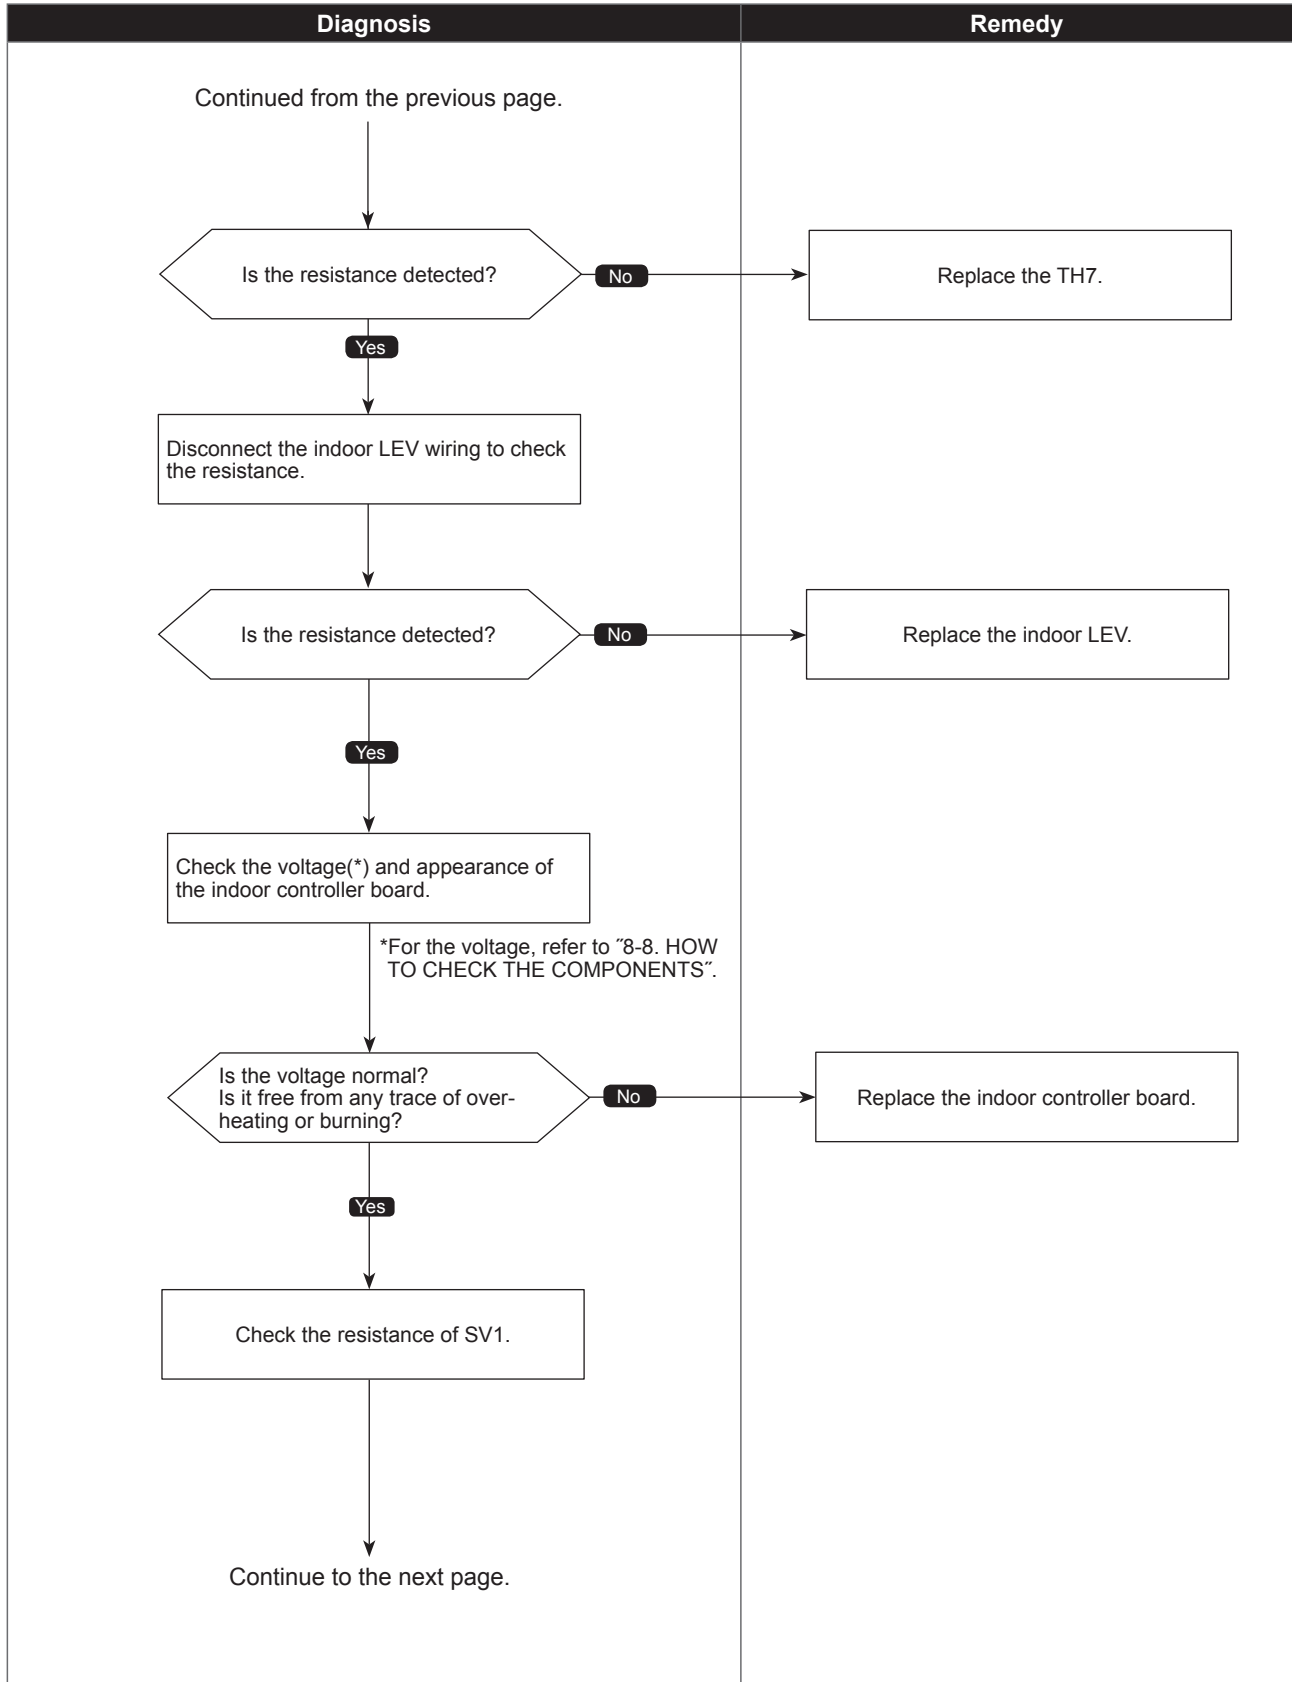 Diagnosis
Remedy
Continued from the previous page.
Is the resistance detected?
No
Replace the TH7.
Yes
Disconnect the indoor LEV wiring to check
the resistance.
Is the resistance detected?
No
Replace the indoor LEV.
Yes
Check the voltage(*) and appearance of
the indoor controller board.
*For the voltage, refer to ˝8-8. HOW
TO CHECK THE COMPONENTS˝.
Is the voltage normal?
Is it free from any trace of over-
heating or burning?
No
Replace the indoor controller board.
Yes
Check the resistance of SV1.
Continue to the next page.